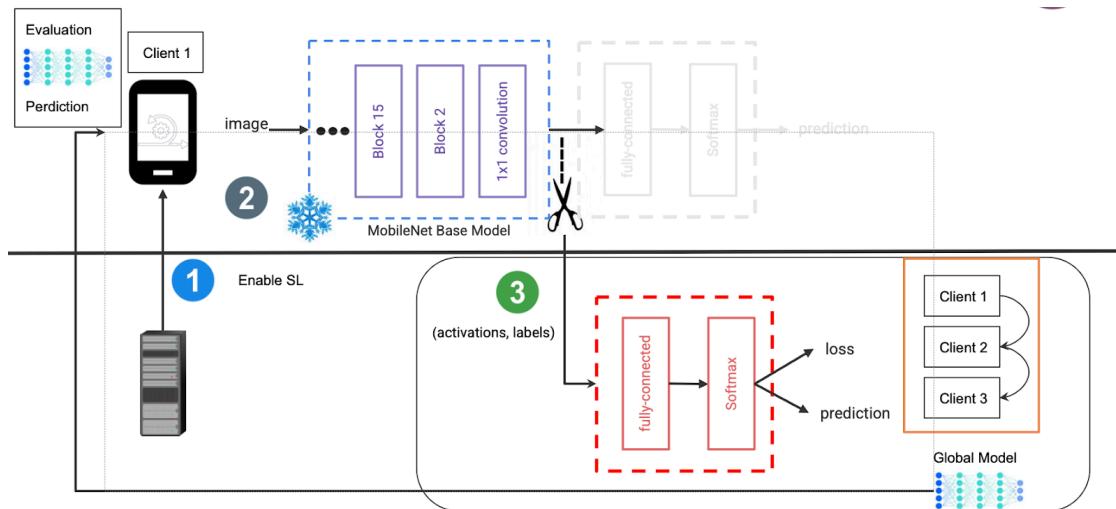 Evaluation
Perdiction
Client 1
image
Block 15
Block 2
1x1 convolution
MobileNet Base Model
fully-connected
Softmax
prediction
2
1
Enable SL
3
(activations, labels)
fully-connected
Softmax
loss
prediction
Client 1
Client 2
Client 3
Global Model